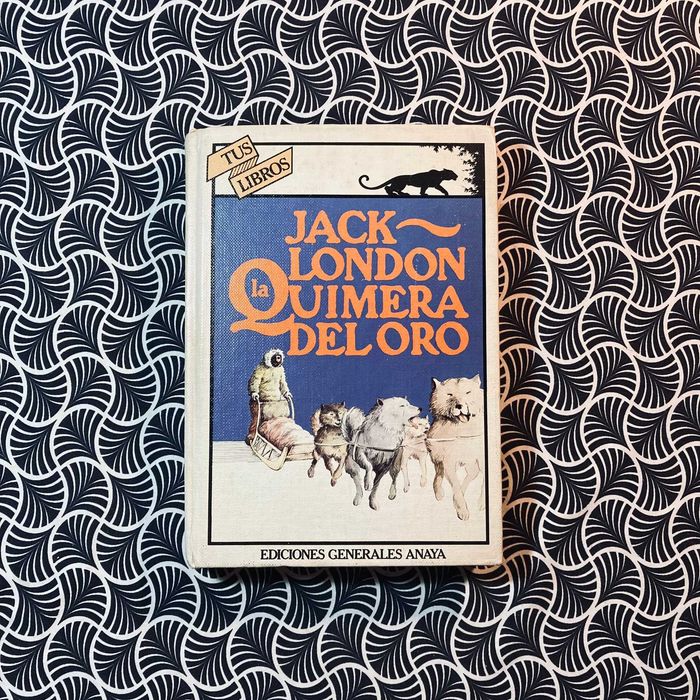 TUS
LIBROS
JACK
LONDON
la QUIMERA
DEL ORO
EDICIONES GENERALES ANAYA